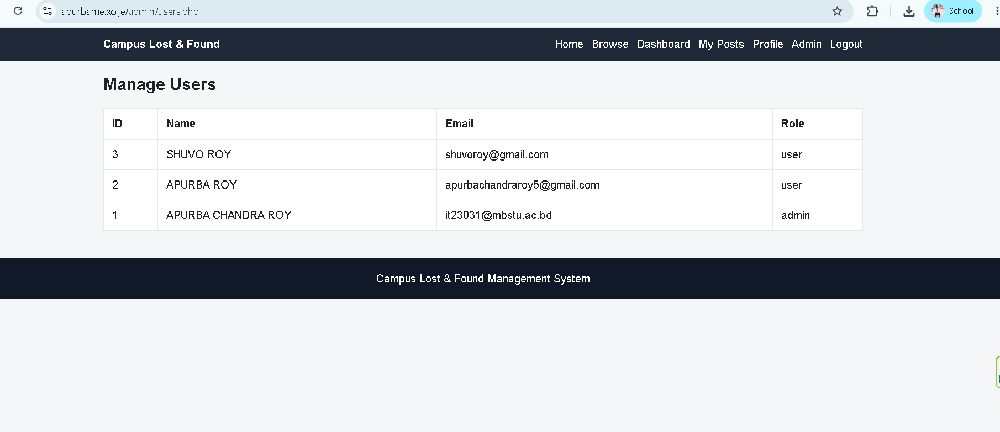 apurbame.xo.je/admin/users.php
School
Campus Lost & Found
Home Browse Dashboard My Posts Profile Admin Logout
Manage Users
ID Name Email Role
3 SHUVO ROY shuvoroy@gmail.com user
2 APURBA ROY apurbachandraroy5@gmail.com user
1 APURBA CHANDRA ROY it23031@mbstu.ac.bd admin
Campus Lost & Found Management System